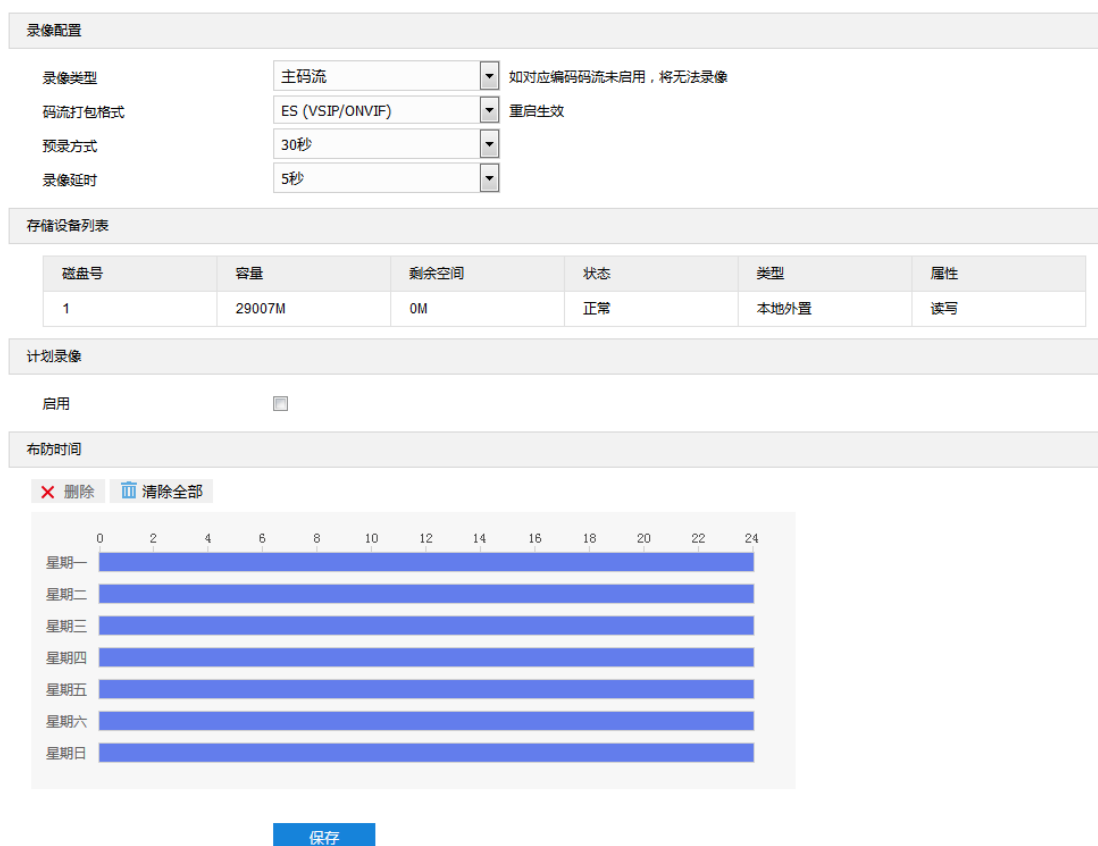 录像配置
录像类型 主码流 如对应编码码流未启用，将无法录像
码流打包格式 ES (VSIP/ONVIF) 重启生效
预录方式 30秒
录像延时 5秒
存储设备列表
磁盘号 容量 剩余空间 状态 类型 属性
1 29007M 0M 正常 本地外置 读写
计划录像
启用
布防时间
删除 清除全部
0 2 4 6 8 10 12 14 16 18 20 22 24
星期一
星期二
星期三
星期四
星期五
星期六
星期日
保存